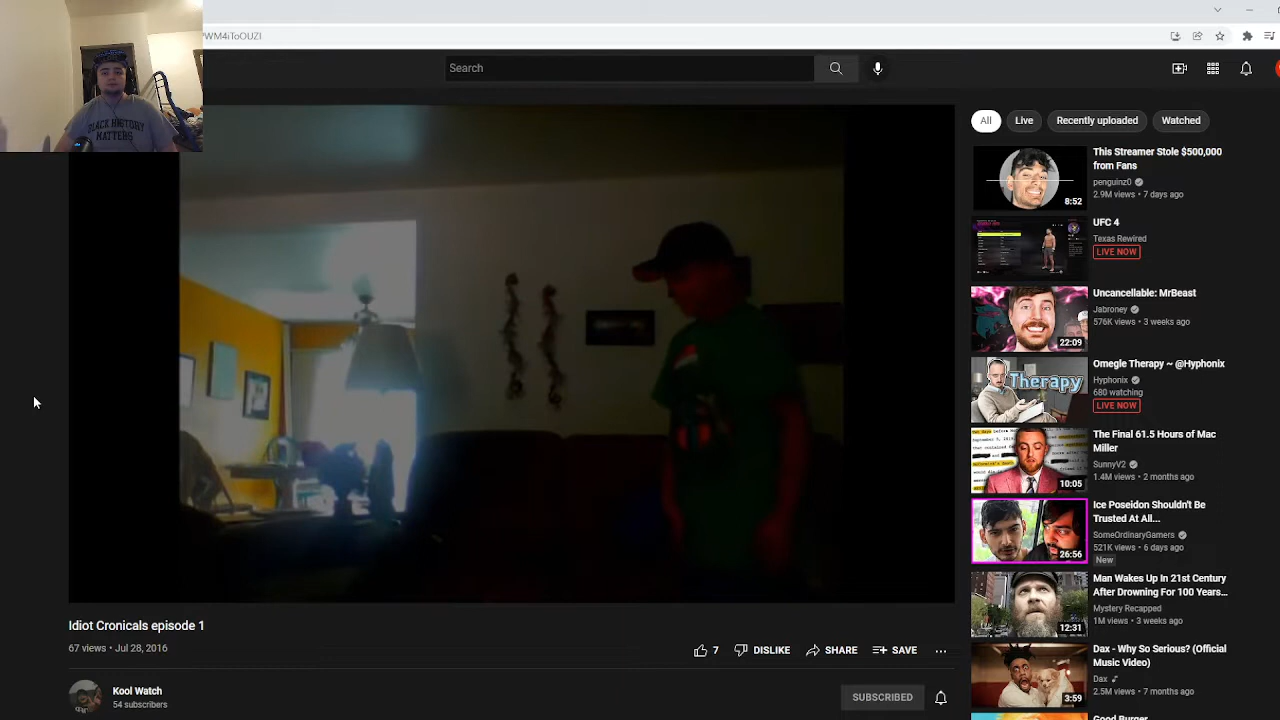 PWM4iToOUZI
Search
BLACK HISTORY
MATTERS
All
Live
Recently uploaded
Watched
This Streamer Stole $500,000
from Fans
penguinz0
2.9M views • 7 days ago
8:52
UFC 4
Texas Rewired
LIVE NOW
Uncancellable: MrBeast
Jabroney
576K views • 3 weeks ago
22:09
Omegle Therapy ~ @Hyphonix
Hyphonix
680 watching
LIVE NOW
Therapy
The Final 61.5 Hours of Mac
Miller
SunnyV2
1.4M views • 2 months ago
10:05
Ice Poseidon Shouldn't Be
Trusted At All...
SomeOrdinaryGamers
521K views • 6 days ago
New
26:56
Man Wakes Up In 21st Century
After Drowning For 100 Years...
Mystery Recapped
1M views • 3 weeks ago
12:31
Dax - Why So Serious? (Official
Music Video)
Dax
2.5M views • 7 months ago
3:59
Good Burger
Idiot Cronicals episode 1
67 views • Jul 28, 2016
7
DISLIKE
SHARE
SAVE
Kool Watch
54 subscribers
SUBSCRIBED